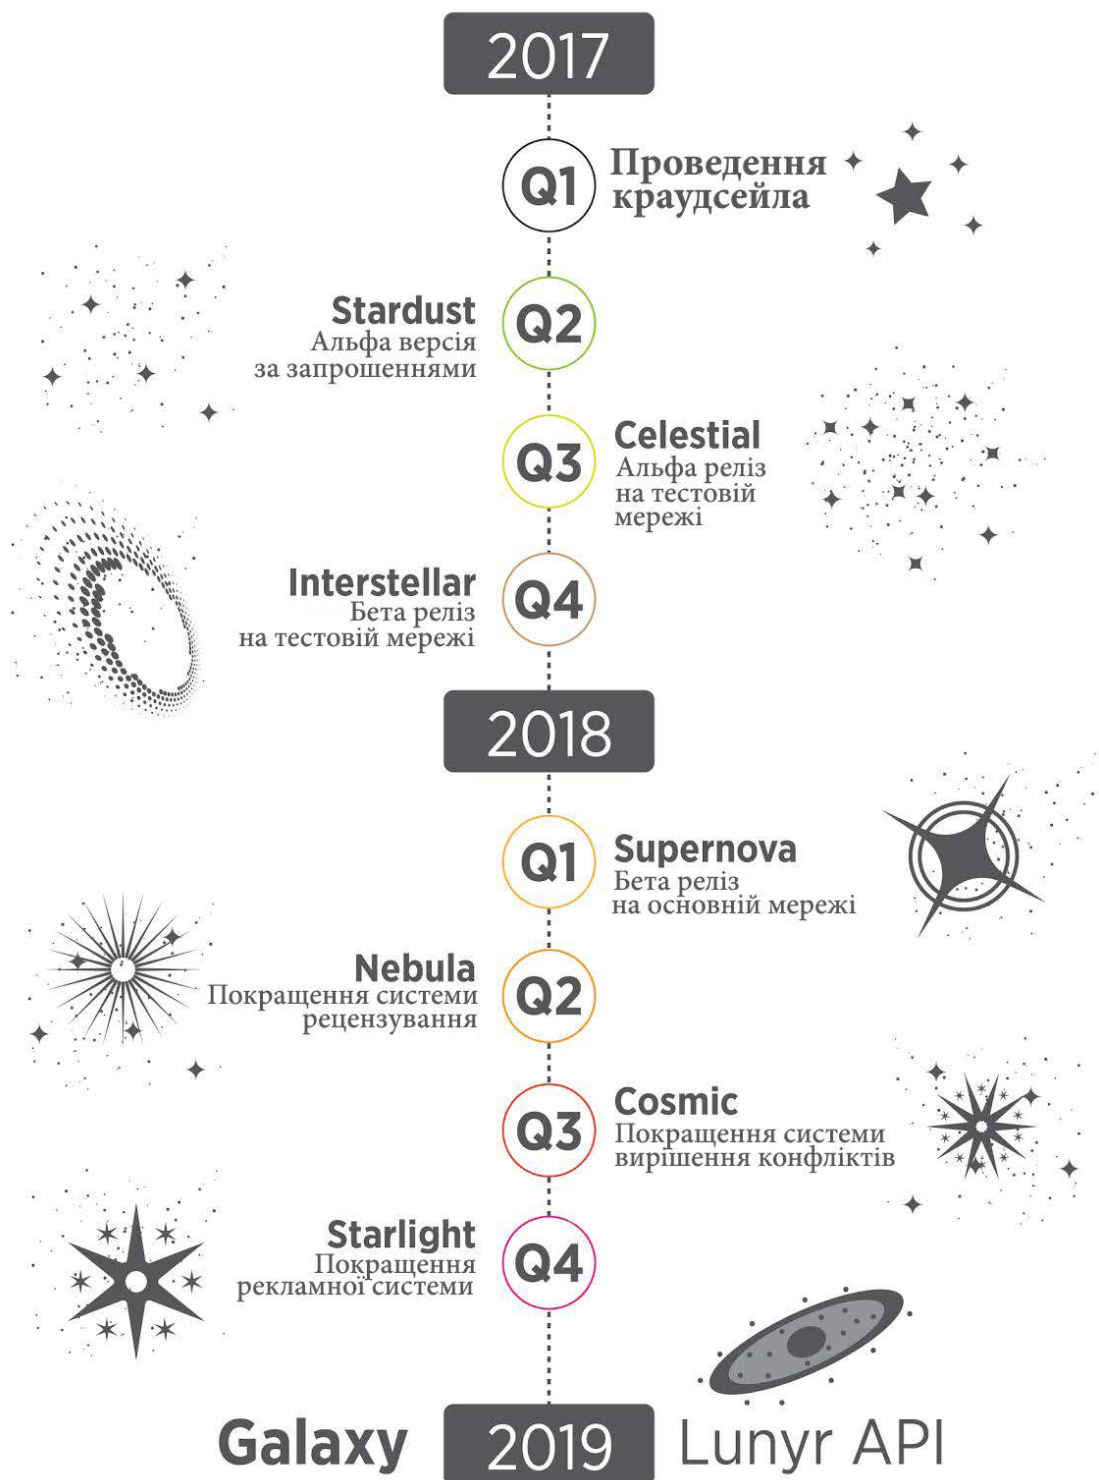 2017
Q1
Проведення
краудсейла
Stardust
Альфа версія
за запрошеннями
Q2
Q3
Celestial
Альфа реліз
на тестовій
мережі
Interstellar
Бета реліз
на тестовій мережі
Q4
2018
Q1
Supernova
Бета реліз
на основній мережі
Nebula
Покращення системи
рецензування
Q2
Q3
Cosmic
Покращення системи
вирішення конфліктів
Starlight
Покращення
рекламної системи
Q4
Galaxy 2019 Lunyr API